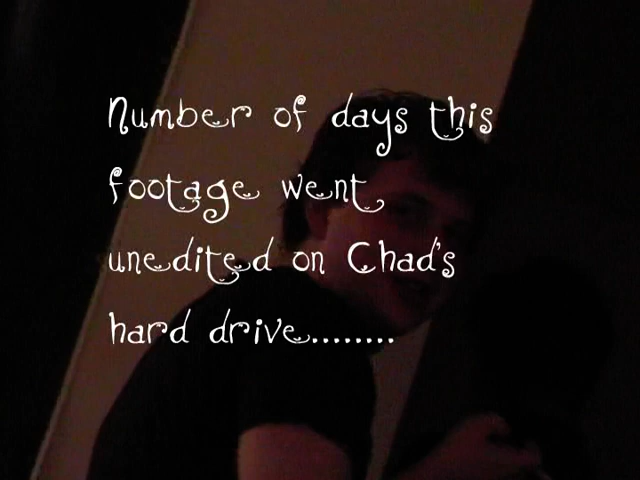 Number of days this
footage went
unedited on Chad's
hard drive........